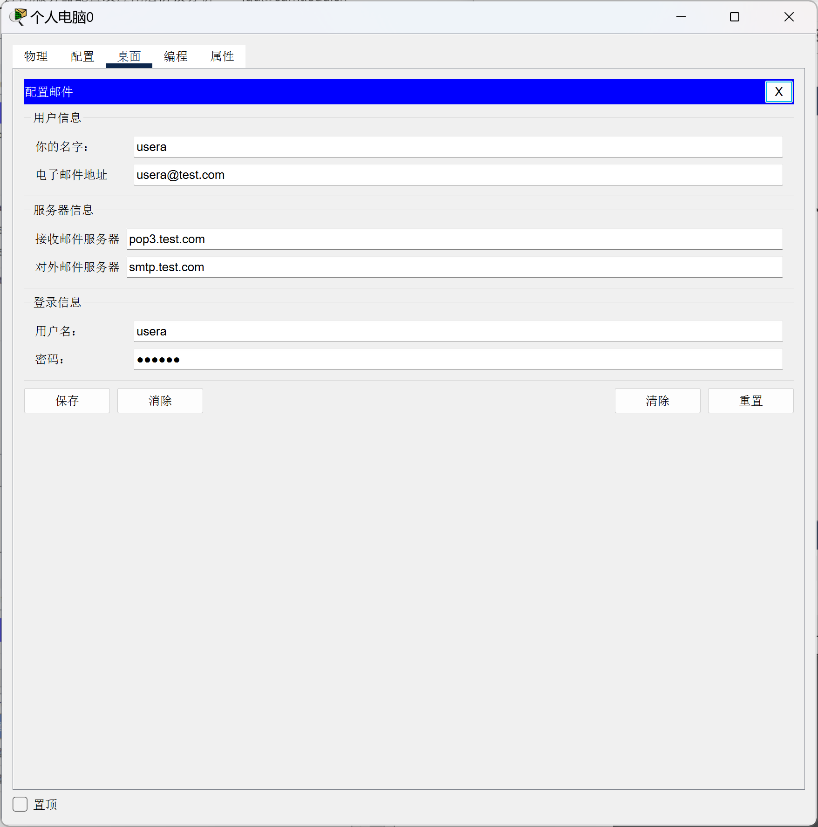 个人电脑0
物理 配置 桌面 编程 属性
配置邮件 X
用户信息
你的名字: usera
电子邮件地址 usera@test.com
服务器信息
接收邮件服务器 pop3.test.com
对外邮件服务器 smtp.test.com
登录信息
用户名: usera
密码: ●●●●●●
保存 消除 清除 重置
置顶